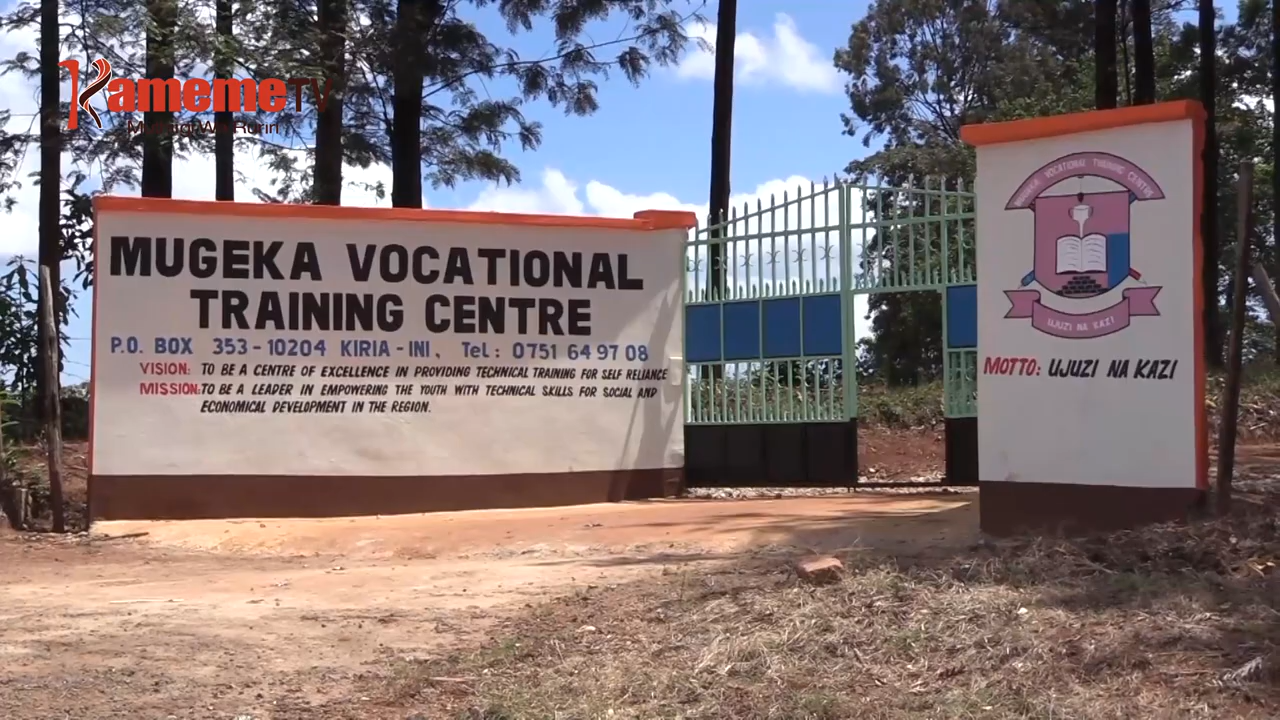 Kameme TV
MUGEKA VOCATIONAL
TRAINING CENTRE
P.O. BOX 353-10204 KIRIA-INI, Tel: 0751 64 97 08
VISION: TO BE A CENTRE OF EXCELLENCE IN PROVIDING TECHNICAL TRAINING FOR SELF RELIANCE
MISSION: TO BE A LEADER IN EMPOWERING THE YOUTH WITH TECHNICAL SKILLS FOR SOCIAL AND
ECONOMICAL DEVELOPMENT IN THE REGION.
MUGEKA VOCATIONAL TRAINING CENTRE
UJUZI NA KAZI
MOTTO: UJUZI NA KAZI